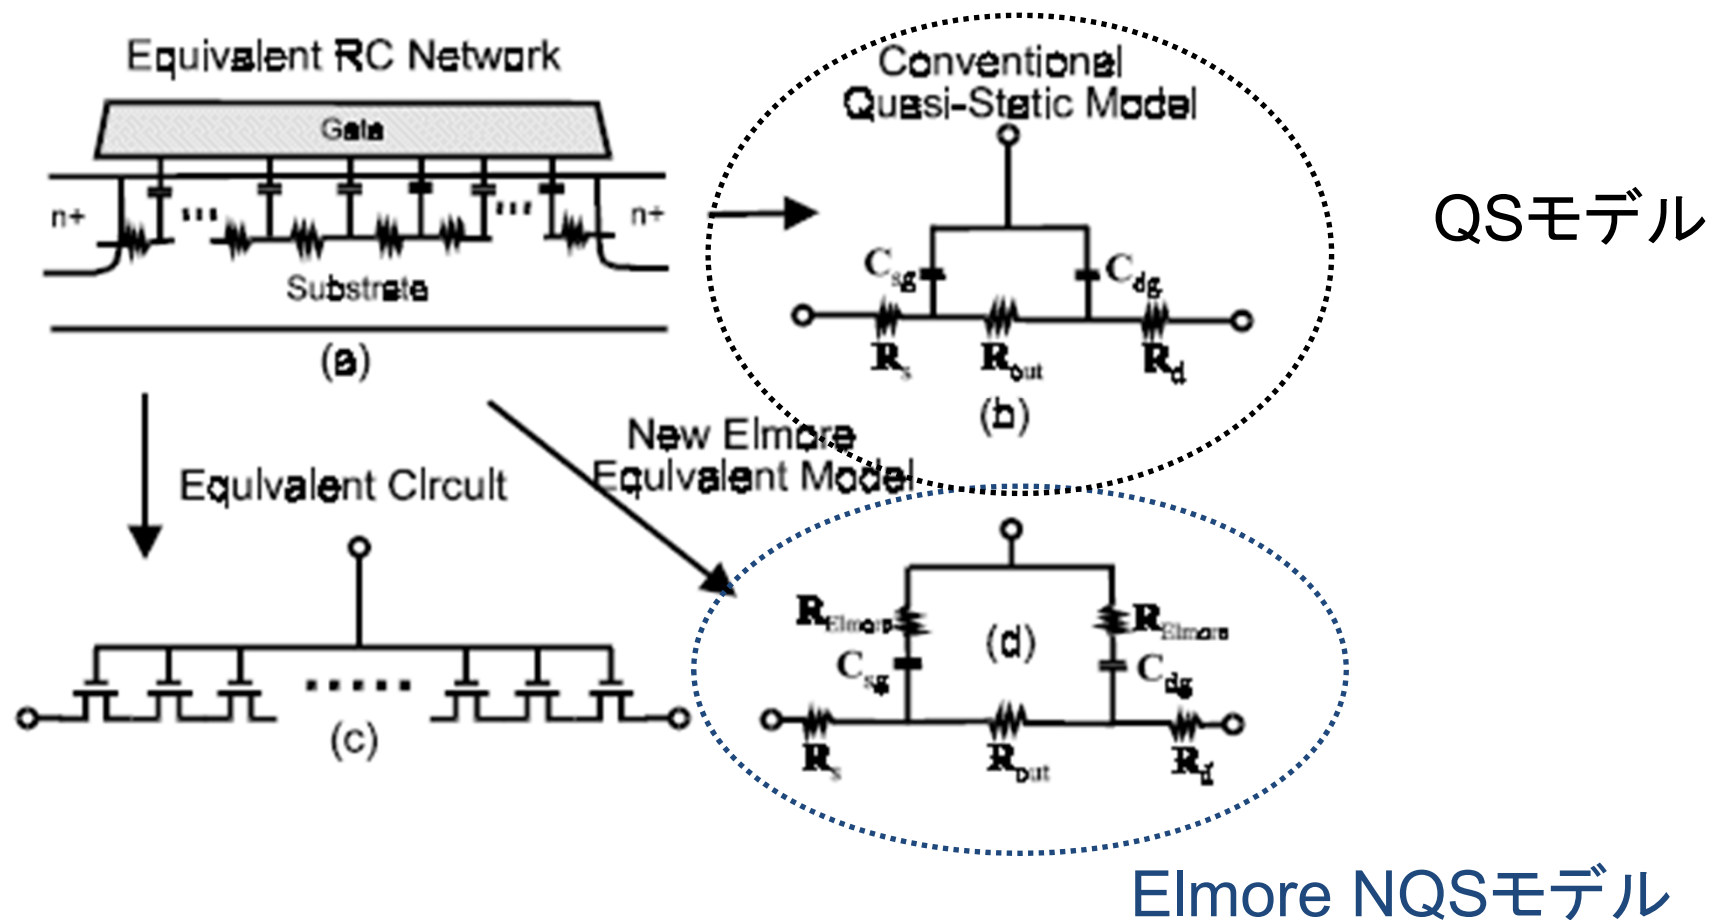 Equivalent RC Network
Gate
n+
n+
Substrate
(a)
Conventional
Quasi-Static Model
Csg
Cdg
Rs
Rout
Rd
(b)
QSモデル
Equivalent Circuit
(c)
New Elmore
Equivalent Model
RElmore
RElmore
(d)
Csg
Cdg
Rs
Rout
Rd
Elmore NQSモデル